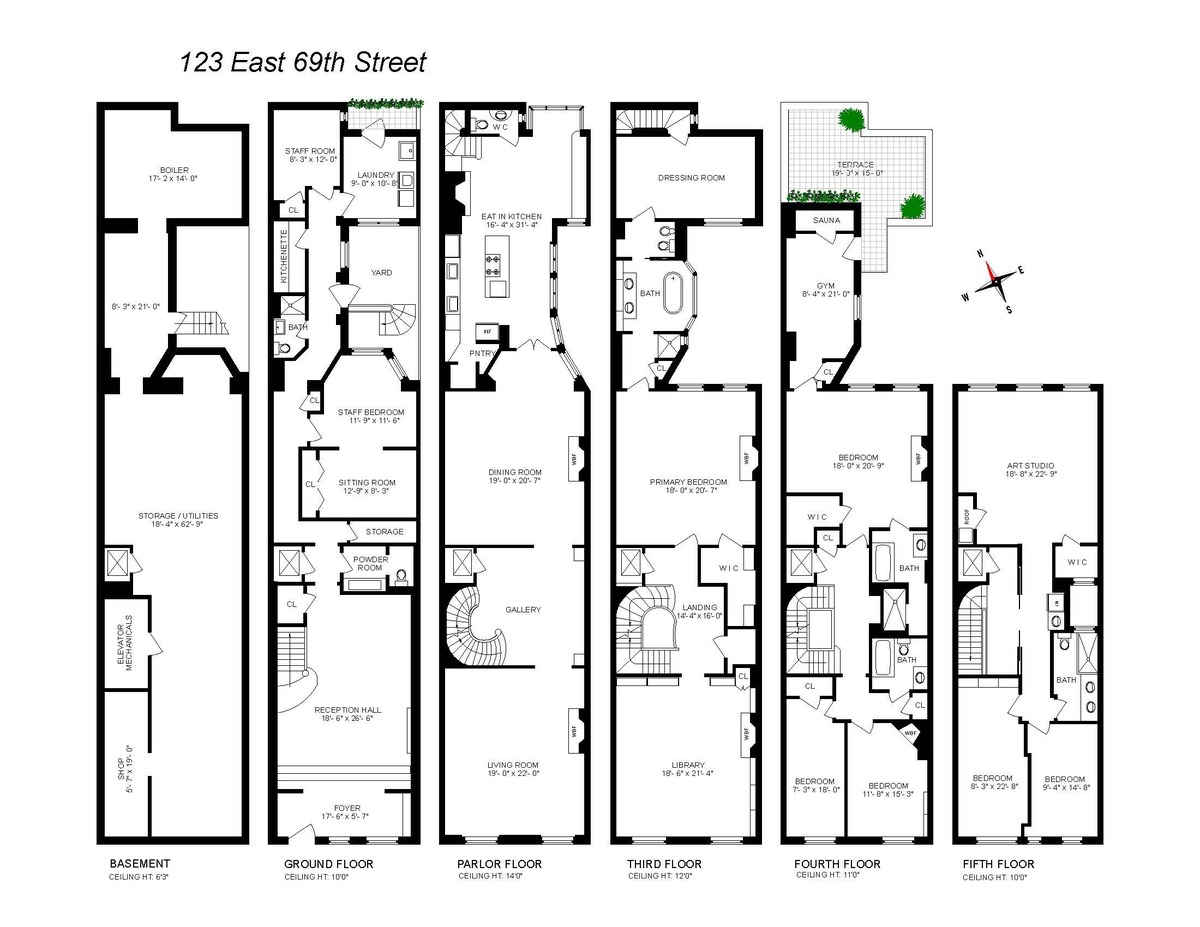 123 East 69th Street
BOILER
17'- 2 x 14'- 0"
8'- 3" x 21'- 0"
STORAGE / UTILITIES
18'- 4" x 62'- 9"
ELEVATOR
MECHANICALS
SHOP
5'- 7" x 19'- 0"
BASEMENT
CEILING HT: 6'3"
STAFF ROOM
8'- 3" x 12'- 0"
LAUNDRY
9'- 0" x 10'- 8"
CL
KITCHENETTE
YARD
BATH
CL
STAFF BEDROOM
11'- 9" x 11'- 6"
CL
SITTING ROOM
12'-9" x 8'- 3"
STORAGE
POWDER
ROOM
CL
RECEPTION HALL
18'- 6" x 26'- 6"
FOYER
17'- 6" x 5'- 7"
GROUND FLOOR
CEILING HT: 10'0"
WC
EAT IN KITCHEN
16'- 4" x 31'- 4"
REF
PNTRY
DINING ROOM
19'- 0" x 20'- 7"
WBF
GALLERY
WBF
LIVING ROOM
19'- 0" x 22'- 0"
PARLOR FLOOR
CEILING HT: 14'0"
DRESSING ROOM
BATH
CL
PRIMARY BEDROOM
18'- 0" x 20'- 7"
WBF
WIC
LANDING
14'- 4" x 16'- 0"
CL
WBF
LIBRARY
18'- 6" x 21'- 4"
THIRD FLOOR
CEILING HT: 12'0"
TERRACE
19'- 0" x 15'- 0"
SAUNA
GYM
8'- 4" x 21'- 0"
CL
BEDROOM
18'- 0" x 20'- 9"
WBF
WIC
CL
BATH
BATH
CL
CL
WBF
BEDROOM
7'- 3" x 18'- 0"
BEDROOM
11'- 8" x 15'- 3"
FOURTH FLOOR
CEILING HT: 11'0"
N
E
W
S
ART STUDIO
18'- 8" x 22'- 9"
ROOF
WIC
BATH
BEDROOM
8'- 3" x 22'- 8"
BEDROOM
9'- 4" x 14'- 8"
FIFTH FLOOR
CEILING HT: 10'0"